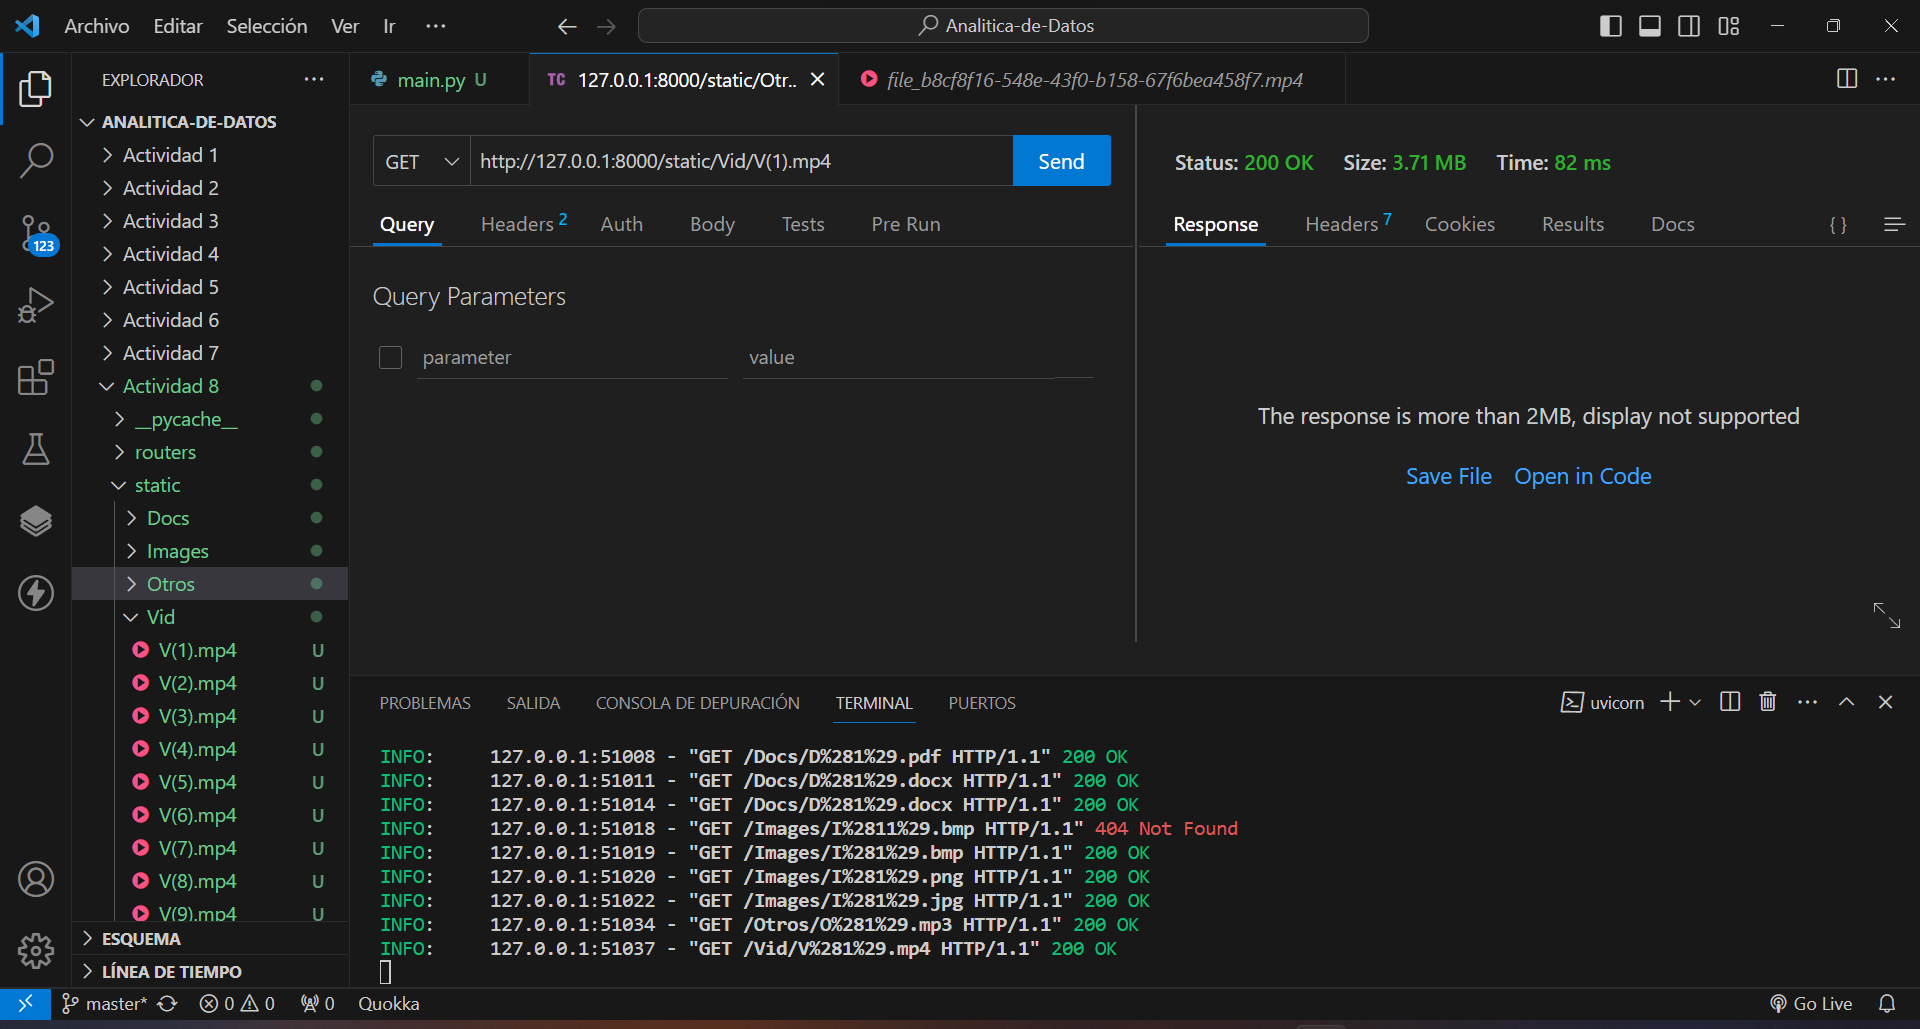 Archivo Editar Selección Ver Ir ··· Analitica-de-Datos
EXPLORADOR ···
ANALITICA-DE-DATOS
Actividad 1
Actividad 2
Actividad 3
Actividad 4
Actividad 5
Actividad 6
Actividad 7
Actividad 8
__pycache__
routers
static
Docs
Images
Otros
Vid
V(1).mp4 U
V(2).mp4 U
V(3).mp4 U
V(4).mp4 U
V(5).mp4 U
V(6).mp4 U
V(7).mp4 U
V(8).mp4 U
V(9).mp4 U
ESQUEMA
LÍNEA DE TIEMPO
123
main.py U
TC 127.0.0.1:8000/static/Otr..
file_b8cf8f16-548e-43f0-b158-67f6bea458f7.mp4
GET http://127.0.0.1:8000/static/Vid/V(1).mp4 Send
Query Headers 2 Auth Body Tests Pre Run
Query Parameters
parameter value
Status: 200 OK Size: 3.71 MB Time: 82 ms
Response Headers 7 Cookies Results Docs { }
The response is more than 2MB, display not supported
Save File Open in Code
PROBLEMAS SALIDA CONSOLA DE DEPURACIÓN TERMINAL PUERTOS uvicorn
INFO: 127.0.0.1:51008 - "GET /Docs/D%281%29.pdf HTTP/1.1" 200 OK
INFO: 127.0.0.1:51011 - "GET /Docs/D%281%29.docx HTTP/1.1" 200 OK
INFO: 127.0.0.1:51014 - "GET /Docs/D%281%29.docx HTTP/1.1" 200 OK
INFO: 127.0.0.1:51018 - "GET /Images/I%2811%29.bmp HTTP/1.1" 404 Not Found
INFO: 127.0.0.1:51019 - "GET /Images/I%281%29.bmp HTTP/1.1" 200 OK
INFO: 127.0.0.1:51020 - "GET /Images/I%281%29.png HTTP/1.1" 200 OK
INFO: 127.0.0.1:51022 - "GET /Images/I%281%29.jpg HTTP/1.1" 200 OK
INFO: 127.0.0.1:51034 - "GET /Otros/O%281%29.mp3 HTTP/1.1" 200 OK
INFO: 127.0.0.1:51037 - "GET /Vid/V%281%29.mp4 HTTP/1.1" 200 OK
master* 0 0 0 Quokka Go Live